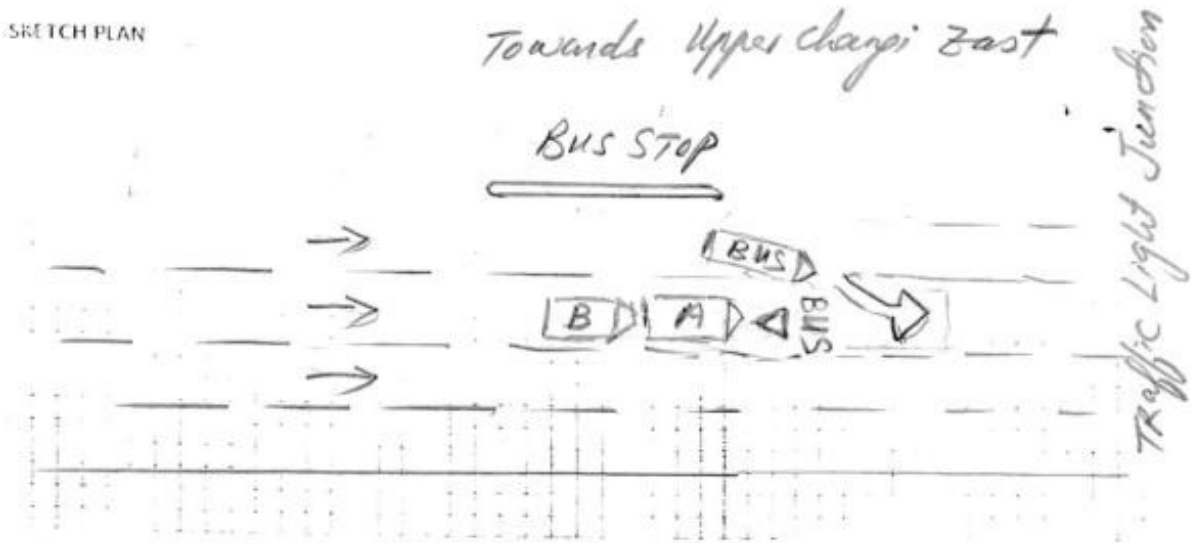 SKETCH PLAN
Towards Upper Changi East
BUS STOP
BUS
B
A
BUS
Traffic Light Junction